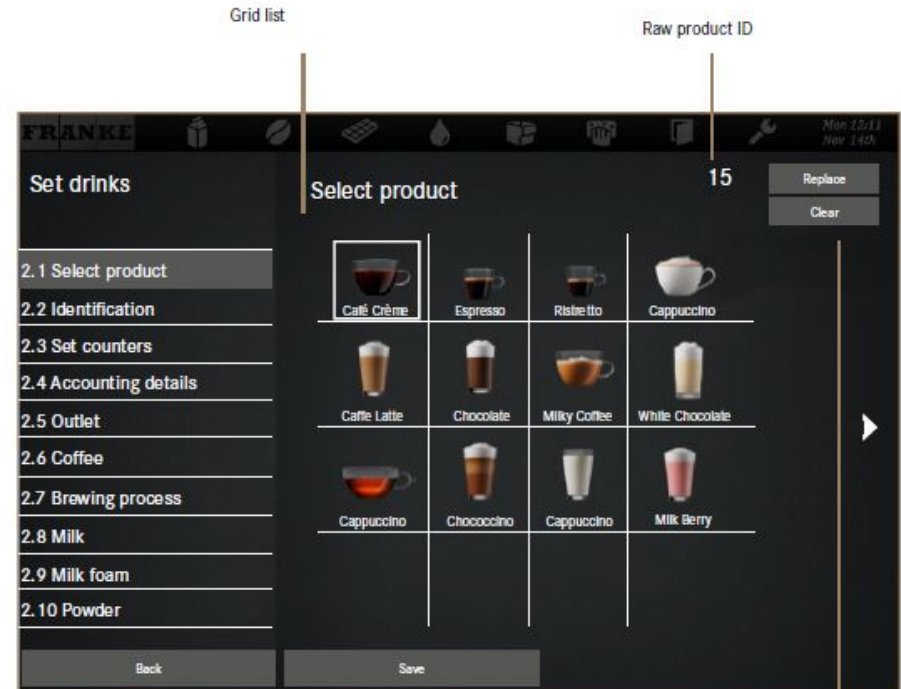 Grid list
Raw product ID
FRANKE
Mon 12:11
Nov 14th
Set drinks
Select product
15
Replace
Clear
2.1 Select product
2.2 Identification
2.3 Set counters
2.4 Accounting details
2.5 Outlet
2.6 Coffee
2.7 Brewing process
2.8 Milk
2.9 Milk foam
2.10 Powder
Café Crème
Espresso
Ristretto
Cappuccino
Caffe Latte
Chocolate
Milky Coffee
White Chocolate
Cappuccino
Chococcino
Cappuccino
Milk Berry
Back
Save